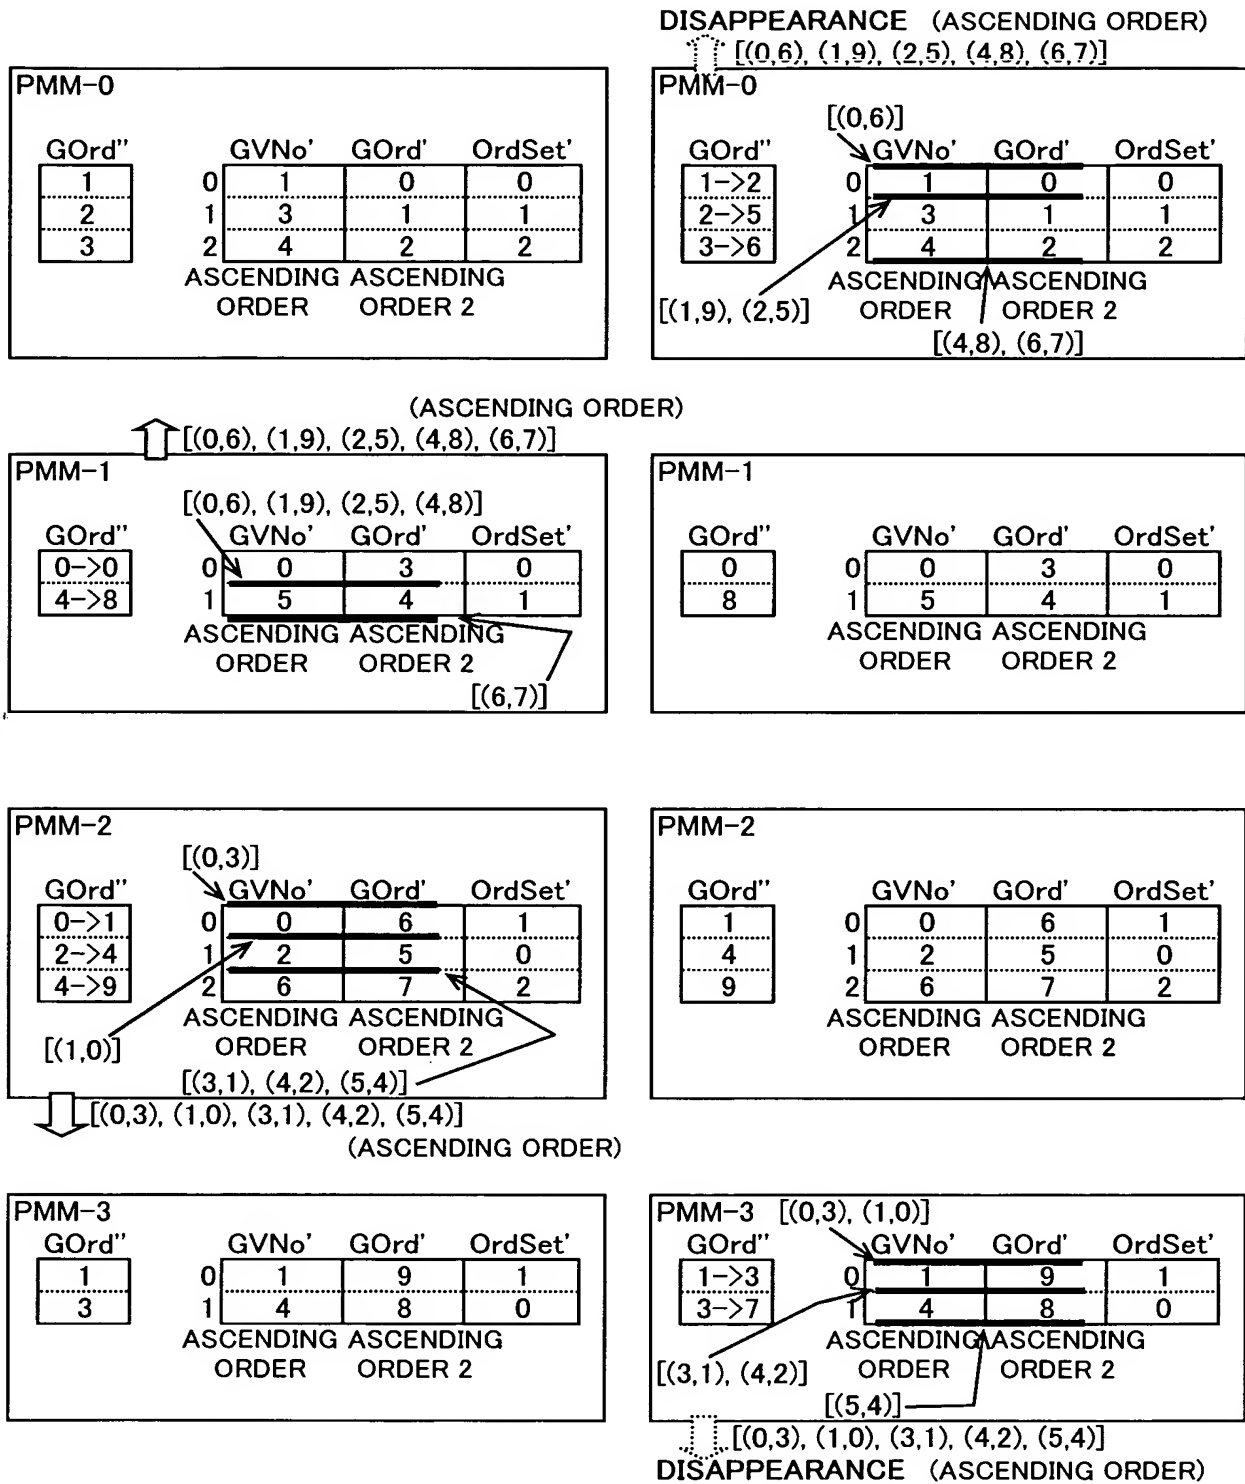 DISAPPEARANCE (ASCENDING ORDER)
[(0,6), (1,9), (2,5), (4,8), (6,7)]
PMM-0
GOrd" GVNo' GOrd' OrdSet'
1 0 1 0 0
2 1 3 1 1
3 2 4 2 2
ASCENDING ASCENDING
ORDER ORDER 2
PMM-0
[(0,6)]
GOrd" GVNo' GOrd' OrdSet'
1->2 0 1 0 0
2->5 1 3 1 1
3->6 2 4 2 2
ASCENDING ASCENDING
[(1,9), (2,5)] ORDER ORDER 2
[(4,8), (6,7)]
(ASCENDING ORDER)
[(0,6), (1,9), (2,5), (4,8), (6,7)]
PMM-1
[(0,6), (1,9), (2,5), (4,8)]
GOrd" GVNo' GOrd' OrdSet'
0->0 0 0 3 0
4->8 1 5 4 1
ASCENDING ASCENDING
ORDER ORDER 2
[(6,7)]
PMM-1
GOrd" GVNo' GOrd' OrdSet'
0 0 0 3 0
8 1 5 4 1
ASCENDING ASCENDING
ORDER ORDER 2
PMM-2
[(0,3)]
GOrd" GVNo' GOrd' OrdSet'
0->1 0 0 6 1
2->4 1 2 5 0
4->9 2 6 7 2
ASCENDING ASCENDING
[(1,0)] ORDER ORDER 2
[(3,1), (4,2), (5,4)]
[(0,3), (1,0), (3,1), (4,2), (5,4)]
(ASCENDING ORDER)
PMM-2
GOrd" GVNo' GOrd' OrdSet'
1 0 0 6 1
4 1 2 5 0
9 2 6 7 2
ASCENDING ASCENDING
ORDER ORDER 2
PMM-3
GOrd" GVNo' GOrd' OrdSet'
1 0 1 9 1
3 1 4 8 0
ASCENDING ASCENDING
ORDER ORDER 2
PMM-3 [(0,3), (1,0)]
GOrd" GVNo' GOrd' OrdSet'
1->3 0 1 9 1
3->7 1 4 8 0
ASCENDING ASCENDING
[(3,1), (4,2)] ORDER ORDER 2
[(5,4)]
[(0,3), (1,0), (3,1), (4,2), (5,4)]
DISAPPEARANCE (ASCENDING ORDER)